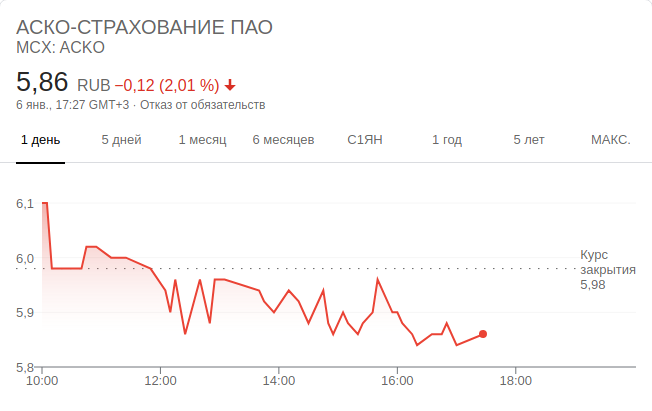 АСКО-СТРАХОВАНИЕ ПАО
MCX: ACKO
5,86 RUB −0,12 (2,01 %)
6 янв., 17:27 GMT+3 · Отказ от обязательств
1 день 5 дней 1 месяц 6 месяцев С1ЯН 1 год 5 лет МАКС.
6,1
6,0
Курс
закрытия
5,98
5,9
5,8
10:00 12:00 14:00 16:00 18:00